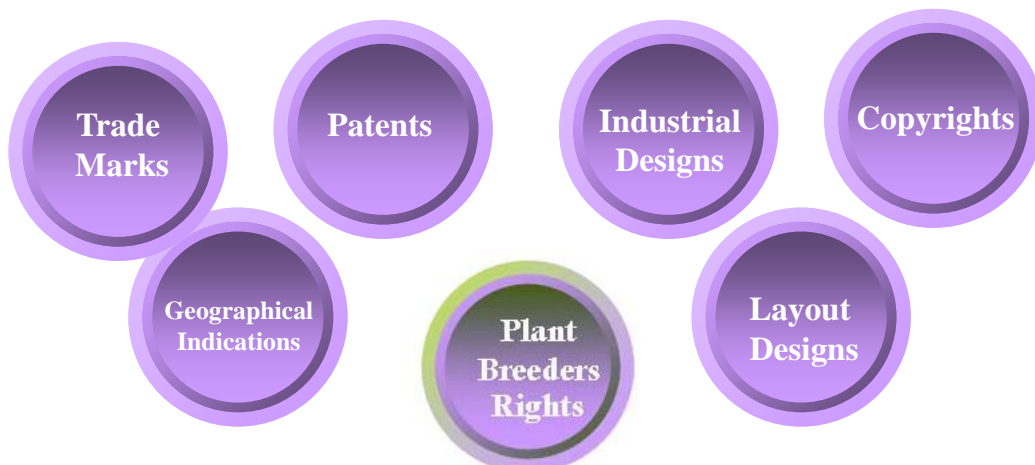 Trade
Marks
Patents
Industrial
Designs
Copyrights
Geographical
Indications
Plant
Breeders
Rights
Layout
Designs